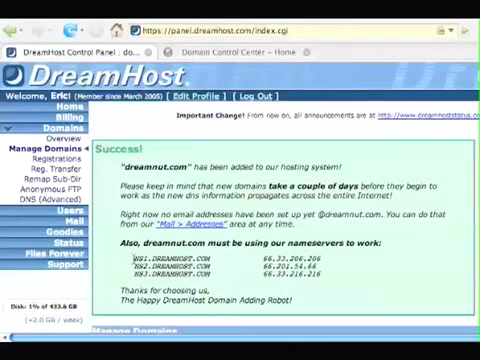 https://panel.dreamhost.com/index.cgi
DreamHost Control Panel : do...
Domain Control Center - Home
DreamHost.
Welcome, Eric! (Member since March 2005) [ Edit Profile ] [ Log Out ]
Home
Billing
Domains
Overview
Manage Domains
Registrations
Reg. Transfer
Remap Sub-Dir
Anonymous FTP
DNS (Advanced)
Users
Mail
Goodies
Status
Files Forever
Support
Disk: 1% of 433.6 GB
(+2.0 GB / week)
Important Change! From now on, all announcements are at http://www.dreamhoststatus.co
Success!
"dreamnut.com" has been added to our hosting system!
Please keep in mind that new domains take a couple of days before they begin to
work as the new dns information propagates across the entire Internet!
Right now no email addresses have been set up yet @dreamnut.com. You can do that
from our "Mail > Addresses" area at any time.
Also, dreamnut.com must be using our nameservers to work:
NS1.DREAMHOST.COM 66.33.206.206
NS2.DREAMHOST.COM 66.201.54.66
NS3.DREAMHOST.COM 66.33.216.216
Thanks for choosing us,
The Happy DreamHost Domain Adding Robot!
Manage Domains